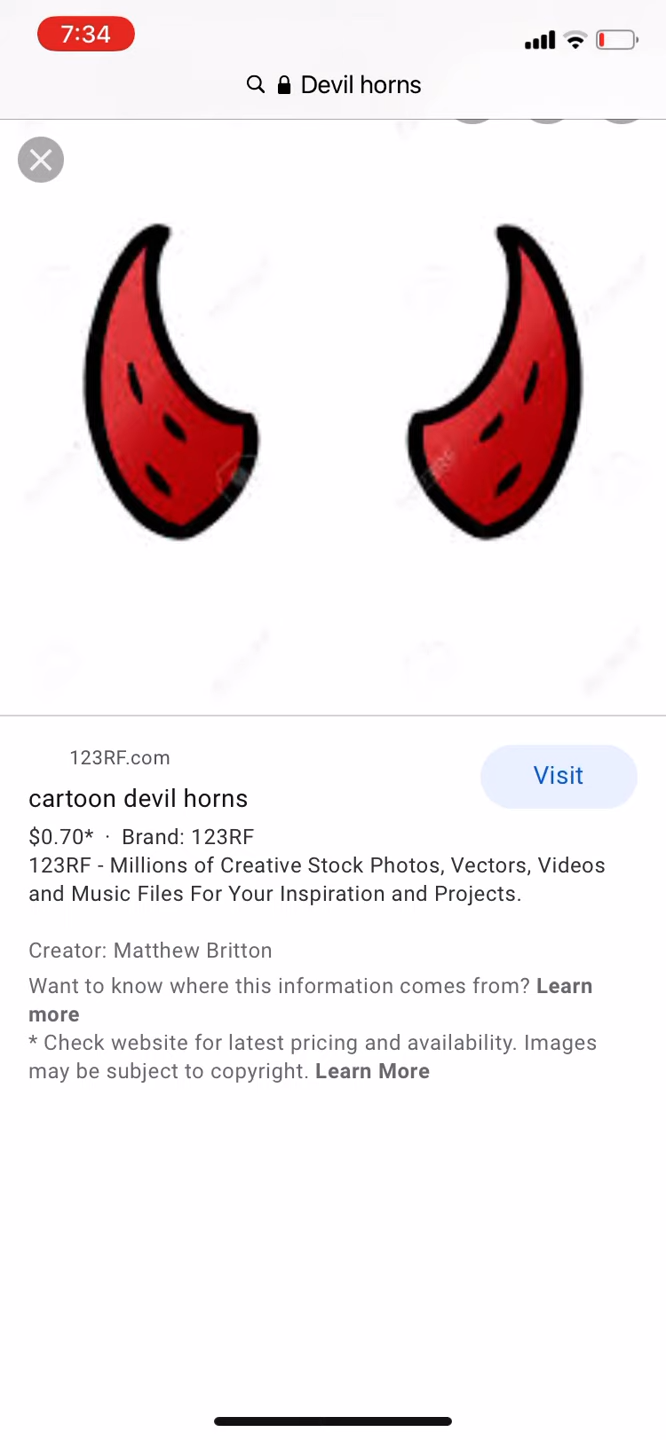 7:34
Devil horns
123RF.com
Visit
cartoon devil horns
$0.70* · Brand: 123RF
123RF - Millions of Creative Stock Photos, Vectors, Videos
and Music Files For Your Inspiration and Projects.
Creator: Matthew Britton
Want to know where this information comes from? Learn
more
* Check website for latest pricing and availability. Images
may be subject to copyright. Learn More